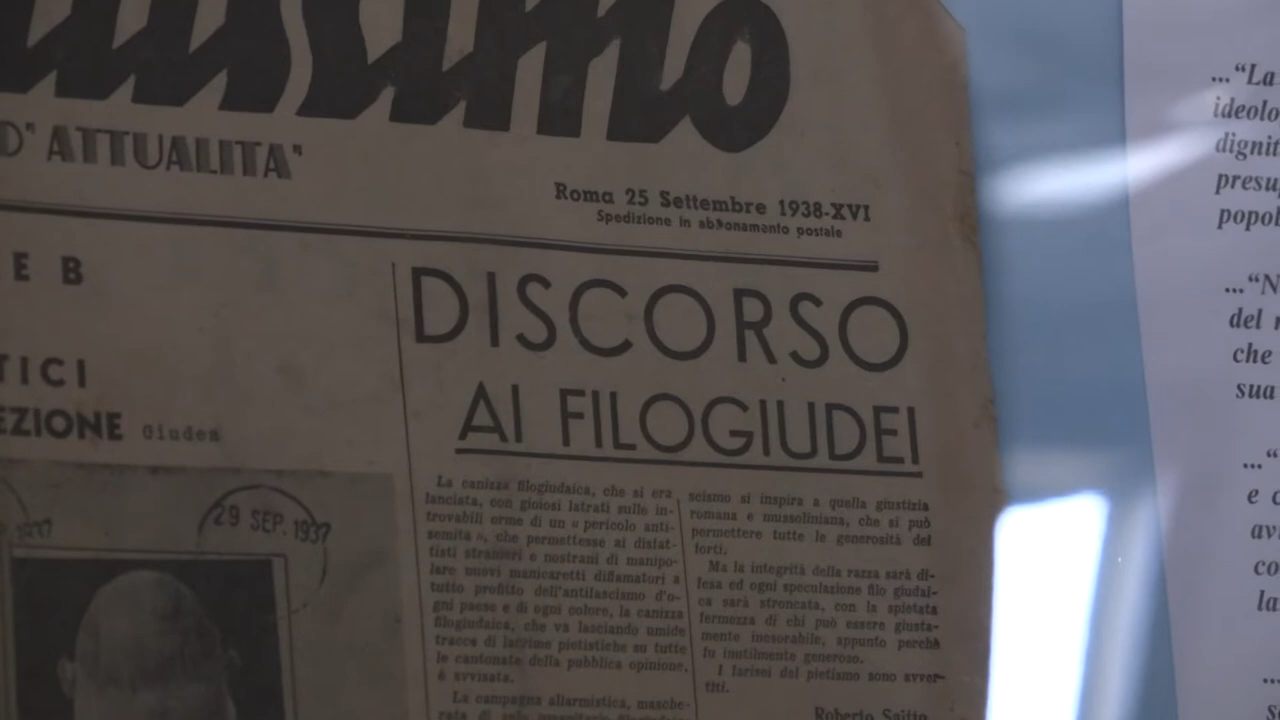 D'ATTUALITA'
Roma 25 Settembre 1938-XVI
Spedizione in abbonamento postale
E B
TICI
EZIONE Giudea
29 SEP. 1937
DISCORSO
AI FILOGIUDEI
La canizza filogiudaica, che si era
lanciata, con gioiosi latrati sulle in-
trovabili orme di un « pericolo anti-
semita », che permettesse ai disfat-
tisti stranieri e nostrani di manipo-
lare nuovi manicaretti diffamatori a
tutto profitto dell'antifascismo d'o-
gni paese e di ogni colore, la canizza
filogiudaica, che va lasciando umide
tracce di lacrime pietistiche su tutte
le cantonate della pubblica opinione,
è avvisata.
La campagna allarmistica, masche-
scismo si inspira a quella giustizia
romana e mussoliniana, che si può
permettere tutte le generosità dei
forti.
Ma la integrità della razza sarà di-
fesa ed ogni speculazione filo giudai-
ca sarà stroncata, con la spietata
fermezza di chi può essere giusta-
mente inesorabile, appunto perchè
fu inutilmente generoso.
I farisei del pietismo sono avver-
titi.
Roberto
..."La
ideolo
dignit
presu
popol
..."N
del
che
sua
..."
e
av
co
la
...